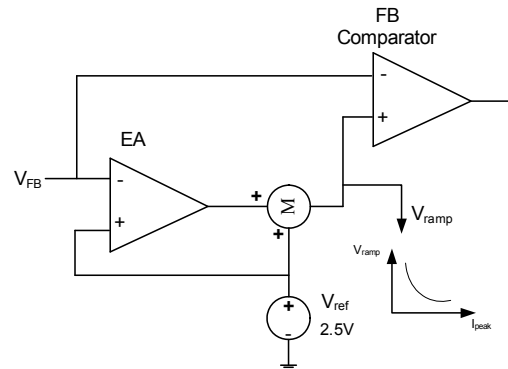 FB
Comparator
-
+
EA
V_FB
-
+
+
+
M
V_ramp
V_ramp
I_peak
+
-
V_ref
2.5V